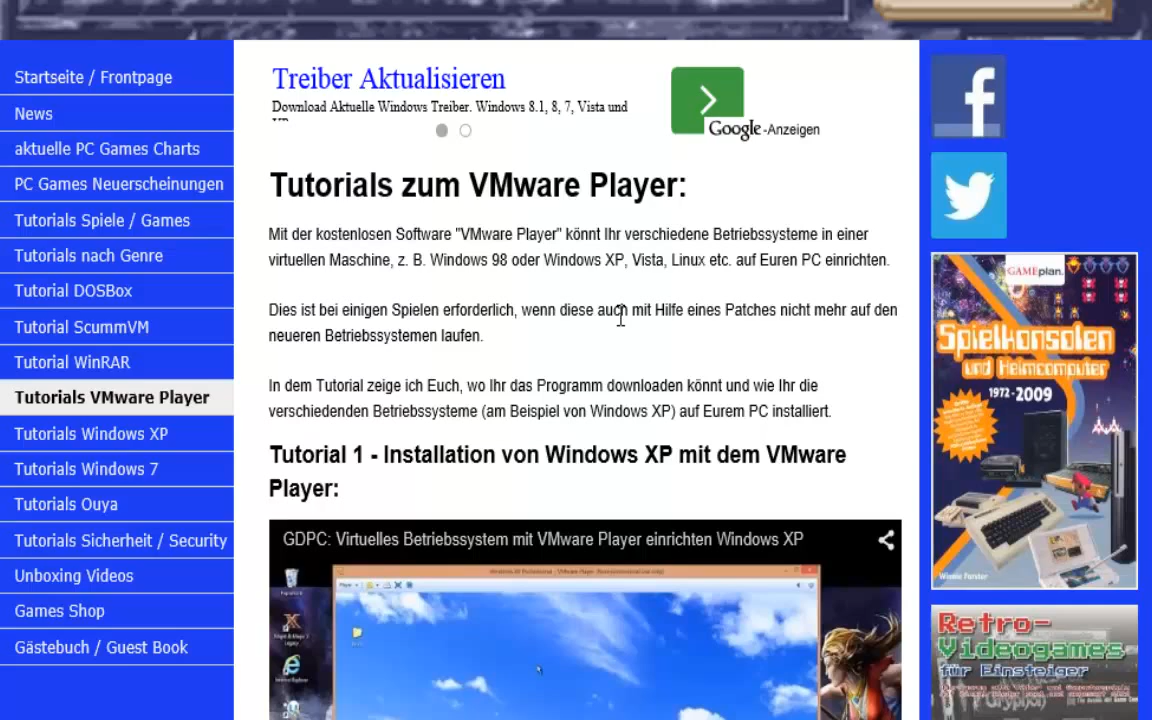 Startseite / Frontpage
News
aktuelle PC Games Charts
PC Games Neuerscheinungen
Tutorials Spiele / Games
Tutorials nach Genre
Tutorial DOSBox
Tutorial ScummVM
Tutorial WinRAR
Tutorials VMware Player
Tutorials Windows XP
Tutorials Windows 7
Tutorials Ouya
Tutorials Sicherheit / Security
Unboxing Videos
Games Shop
Gästebuch / Guest Book
Treiber Aktualisieren
Download Aktuelle Windows Treiber. Windows 8.1, 8, 7, Vista und
Google-Anzeigen
Tutorials zum VMware Player:
Mit der kostenlosen Software "VMware Player" könnt Ihr verschiedene Betriebssysteme in einer
virtuellen Maschine, z. B. Windows 98 oder Windows XP, Vista, Linux etc. auf Euren PC einrichten.
Dies ist bei einigen Spielen erforderlich, wenn diese auch mit Hilfe eines Patches nicht mehr auf den
neueren Betriebssystemen laufen.
In dem Tutorial zeige ich Euch, wo Ihr das Programm downloaden könnt und wie Ihr die
verschiedenden Betriebssysteme (am Beispiel von Windows XP) auf Eurem PC installiert.
Tutorial 1 - Installation von Windows XP mit dem VMware
Player:
GDPC: Virtuelles Betriebssystem mit VMware Player einrichten Windows XP
GAMEplan.
Spielkonsolen
und Heimcomputer
1972-2009
Winnie Forster
Retro-
Videogames
für Einsteiger